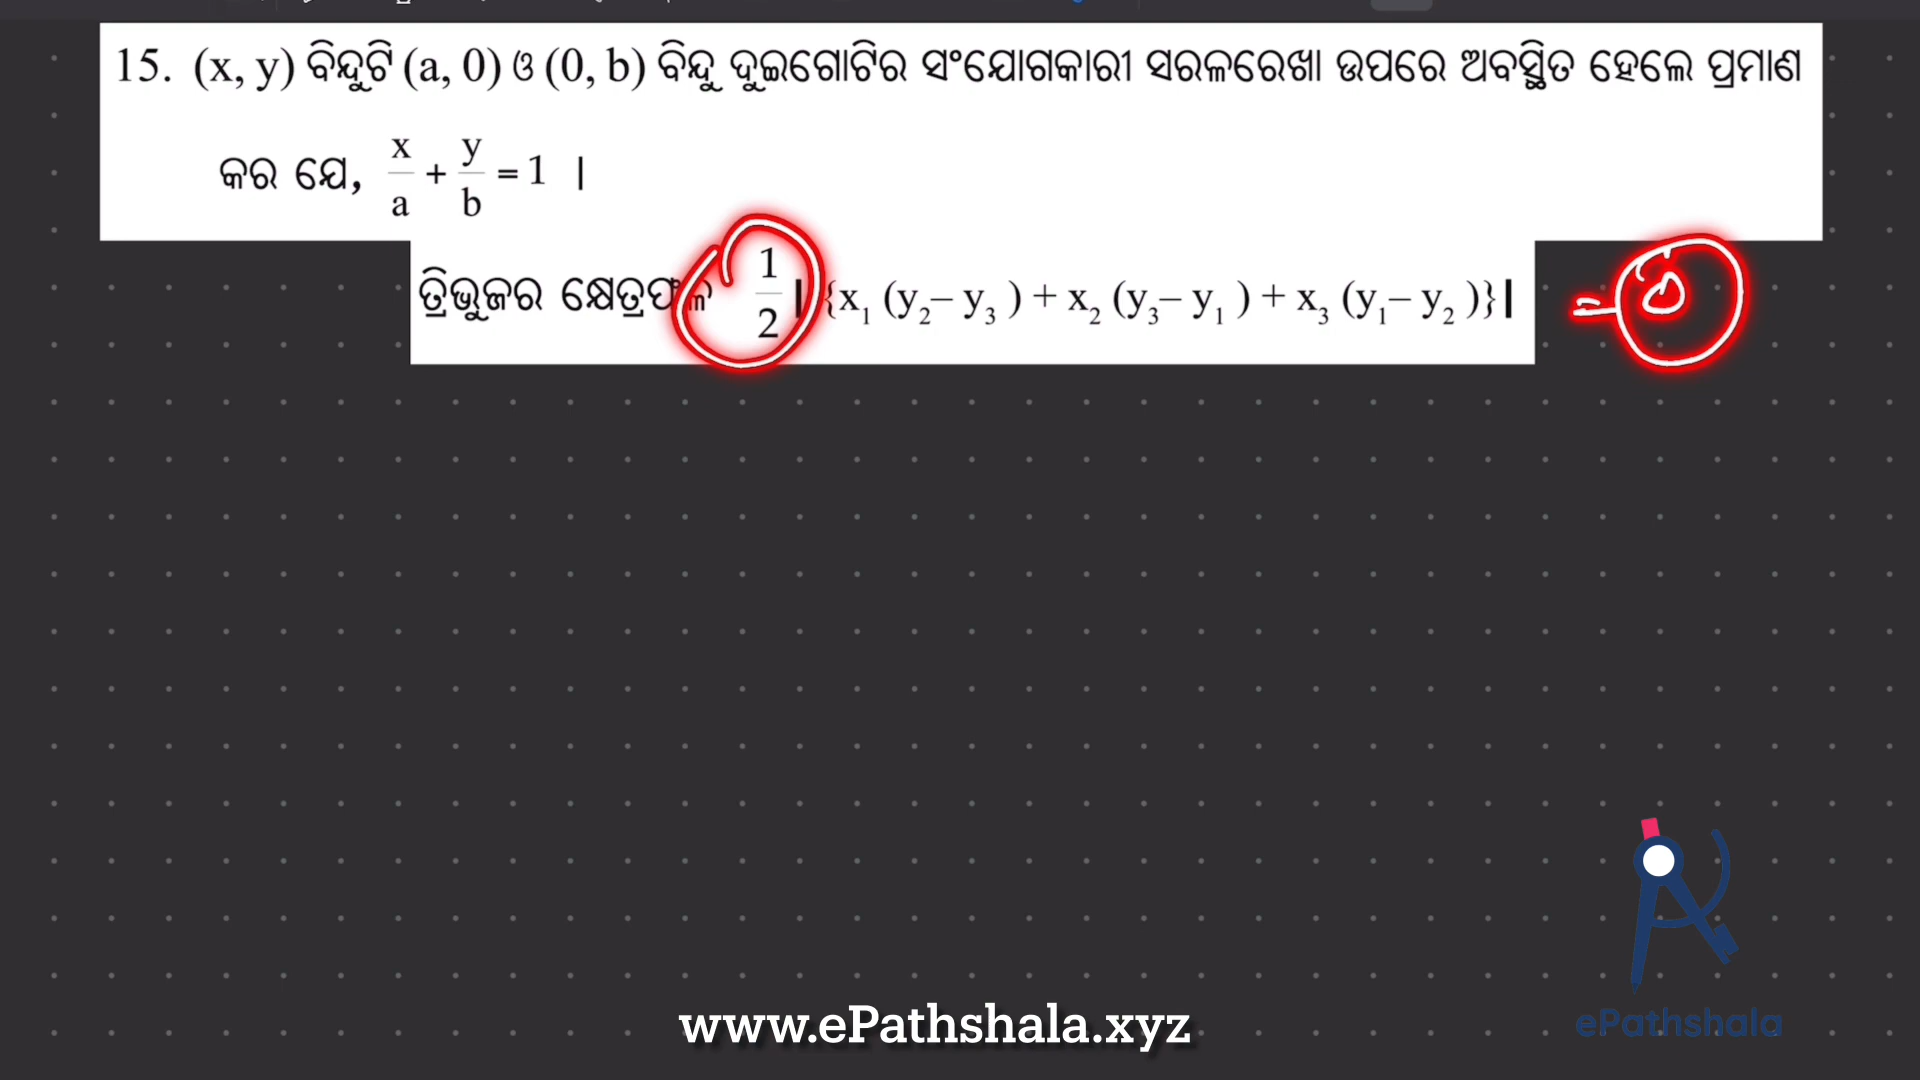 15. (x, y) ବିନ୍ଦୁଟି (a, 0) ଓ (0, b) ବିନ୍ଦୁ ଦୁଇଗୋଟିର ସଂଯୋଗକାରୀ ସରଳରେଖା ଉପରେ ଅବସ୍ଥିତ ହେଲେ ପ୍ରମାଣ
କର ଯେ, x/a + y/b = 1 |
ତ୍ରିଭୁଜର କ୍ଷେତ୍ରଫଳ 1/2 | {x₁ (y₂– y₃ ) + x₂ (y₃– y₁ ) + x₃ (y₁– y₂ )}| = 0
www.ePathshala.xyz
ePathshala